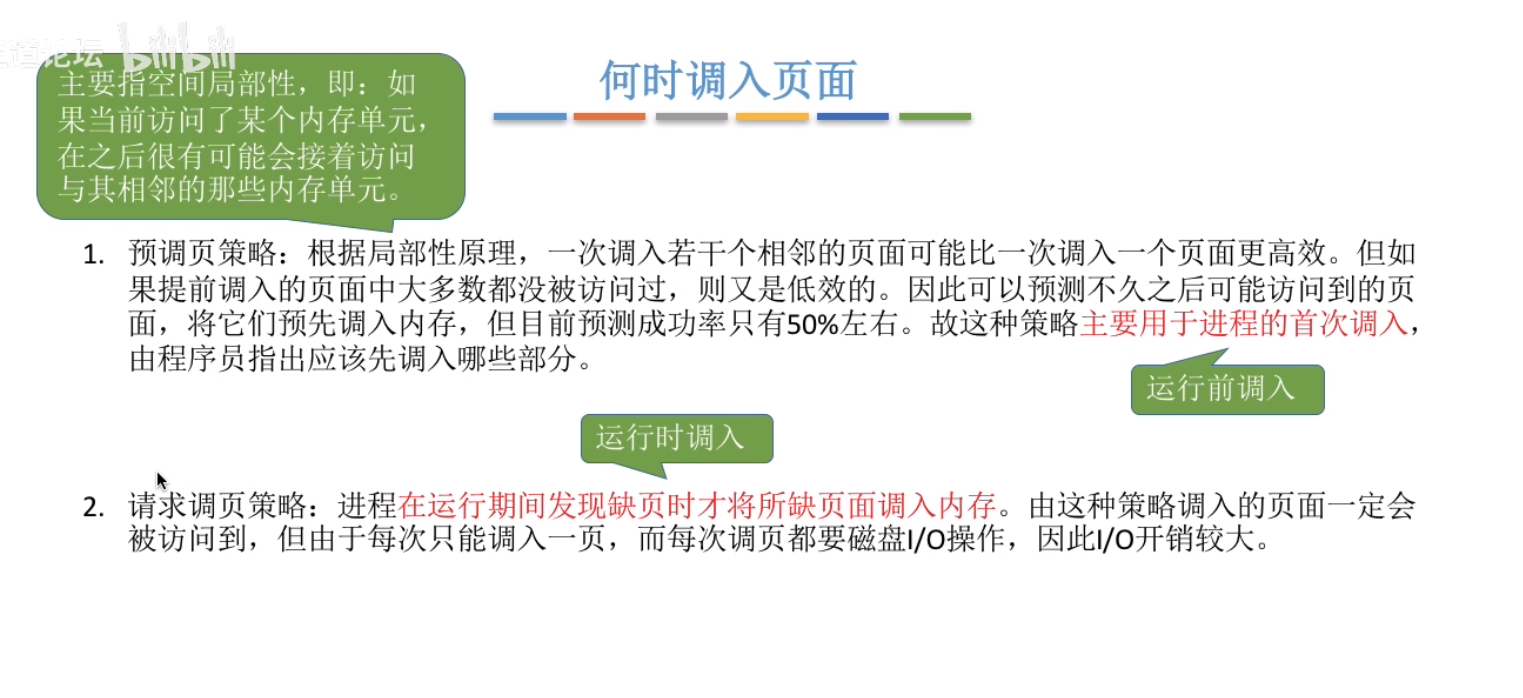 道论坛 bilibili
主要指空间局部性，即：如
果当前访问了某个内存单元，
在之后很有可能会接着访问
与其相邻的那些内存单元。
何时调入页面
1. 预调页策略：根据局部性原理，一次调入若干个相邻的页面可能比一次调入一个页面更高效。但如
果提前调入的页面中大多数都没被访问过，则又是低效的。因此可以预测不久之后可能访问到的页
面，将它们预先调入内存，但目前预测成功率只有50%左右。故这种策略主要用于进程的首次调入，
由程序员指出应该先调入哪些部分。
运行前调入
运行时调入
2. 请求调页策略：进程在运行期间发现缺页时才将所缺页面调入内存。由这种策略调入的页面一定会
被访问到，但由于每次只能调入一页，而每次调页都要磁盘I/O操作，因此I/O开销较大。